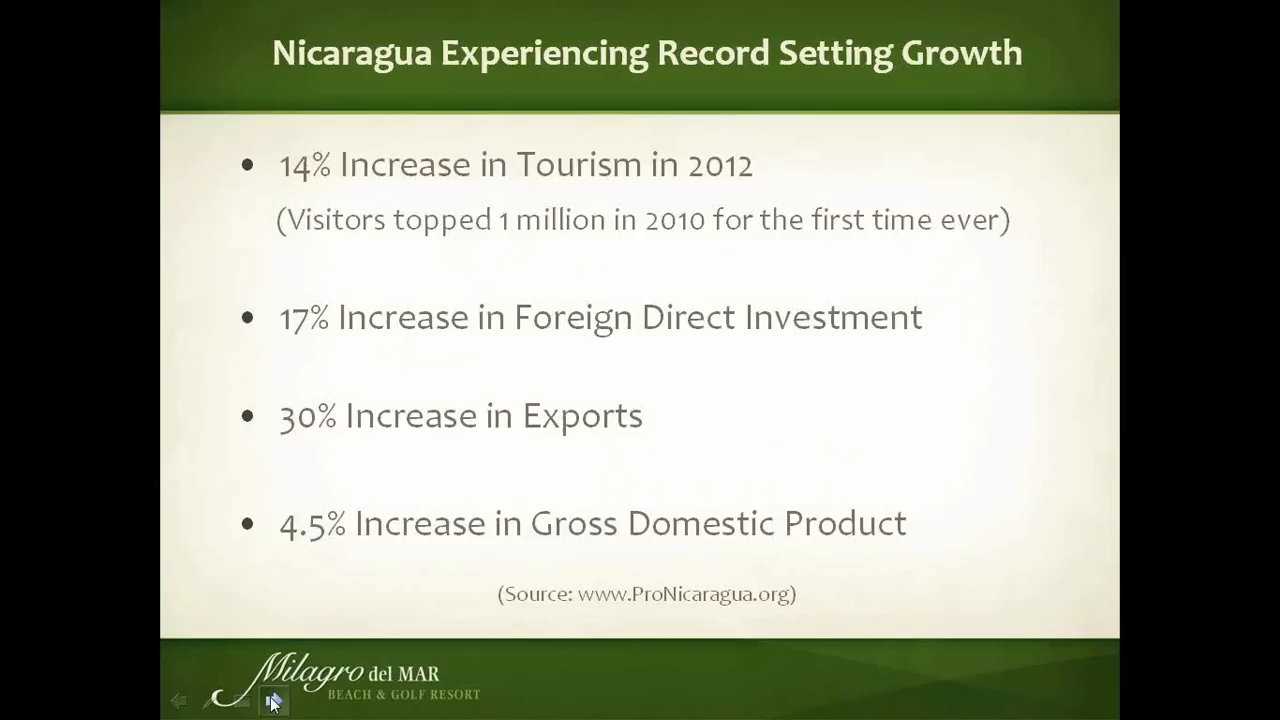 Nicaragua Experiencing Record Setting Growth
• 14% Increase in Tourism in 2012
(Visitors topped 1 million in 2010 for the first time ever)
• 17% Increase in Foreign Direct Investment
• 30% Increase in Exports
• 4.5% Increase in Gross Domestic Product
(Source: www.ProNicaragua.org)
Milagro del MAR
BEACH & GOLF RESORT